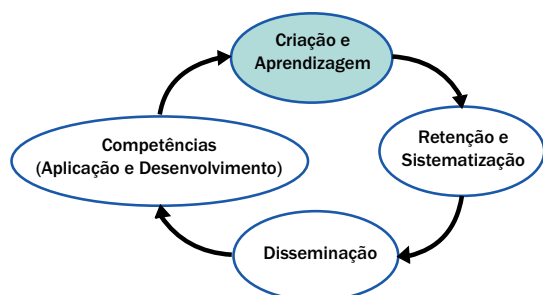 Criação e
Aprendizagem
Retenção e
Sistematização
Disseminação
Competências
(Aplicação e Desenvolvimento)